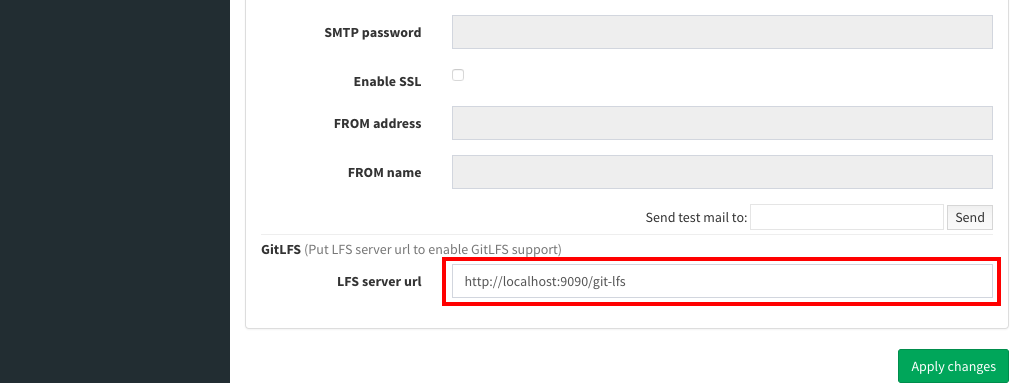 SMTP password
Enable SSL
FROM address
FROM name
Send test mail to: Send
GitLFS (Put LFS server url to enable GitLFS support)
LFS server url http://localhost:9090/git-lfs
Apply changes